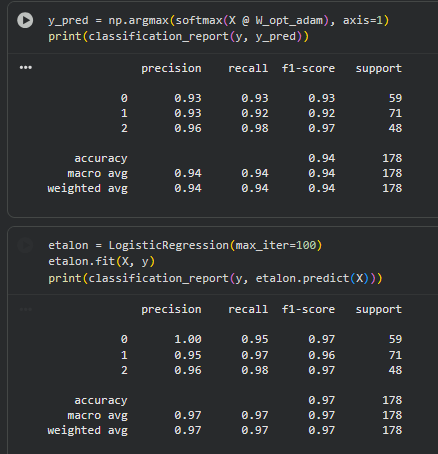 y_pred = np.argmax(softmax(X @ W_opt_adam), axis=1)
print(classification_report(y, y_pred))
precision recall f1-score support
0 0.93 0.93 0.93 59
1 0.93 0.92 0.92 71
2 0.96 0.98 0.97 48
accuracy 0.94 178
macro avg 0.94 0.94 0.94 178
weighted avg 0.94 0.94 0.94 178
etalon = LogisticRegression(max_iter=100)
etalon.fit(X, y)
print(classification_report(y, etalon.predict(X)))
precision recall f1-score support
0 1.00 0.95 0.97 59
1 0.95 0.97 0.96 71
2 0.96 0.98 0.97 48
accuracy 0.97 178
macro avg 0.97 0.97 0.97 178
weighted avg 0.97 0.97 0.97 178